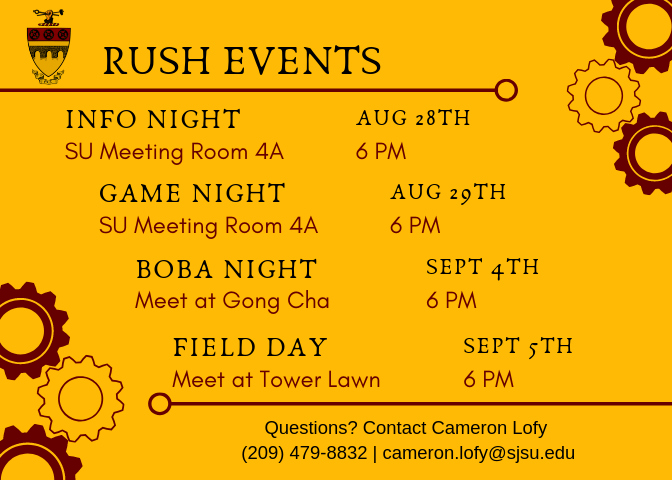 RUSH EVENTS
INFO NIGHT AUG 28TH
SU Meeting Room 4A 6 PM
GAME NIGHT AUG 29TH
SU Meeting Room 4A 6 PM
BOBA NIGHT SEPT 4TH
Meet at Gong Cha 6 PM
FIELD DAY SEPT 5TH
Meet at Tower Lawn 6 PM
Questions? Contact Cameron Lofy
(209) 479-8832 | cameron.lofy@sjsu.edu